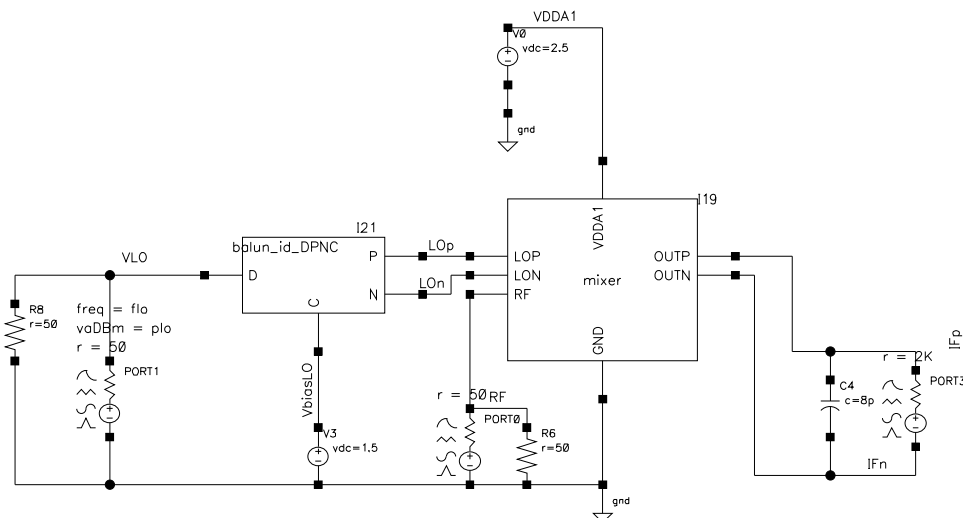 VDDA1
V0
vdc=2.5
gnd
I19
VDDA1
I21
balun_id_DPNC
P
LOp
LOP
OUTP
VLO
D
LOn
LON
mixer
OUTN
N
RF
C
GND
R8
r=50
freq = flo
vaDBm = plo
r = 50
PORT1
VbiasLO
V3
vdc=1.5
r = 50
RF
PORT0
R6
r=50
gnd
IFp
r = 2K
PORT3
C4
c=8p
IFn